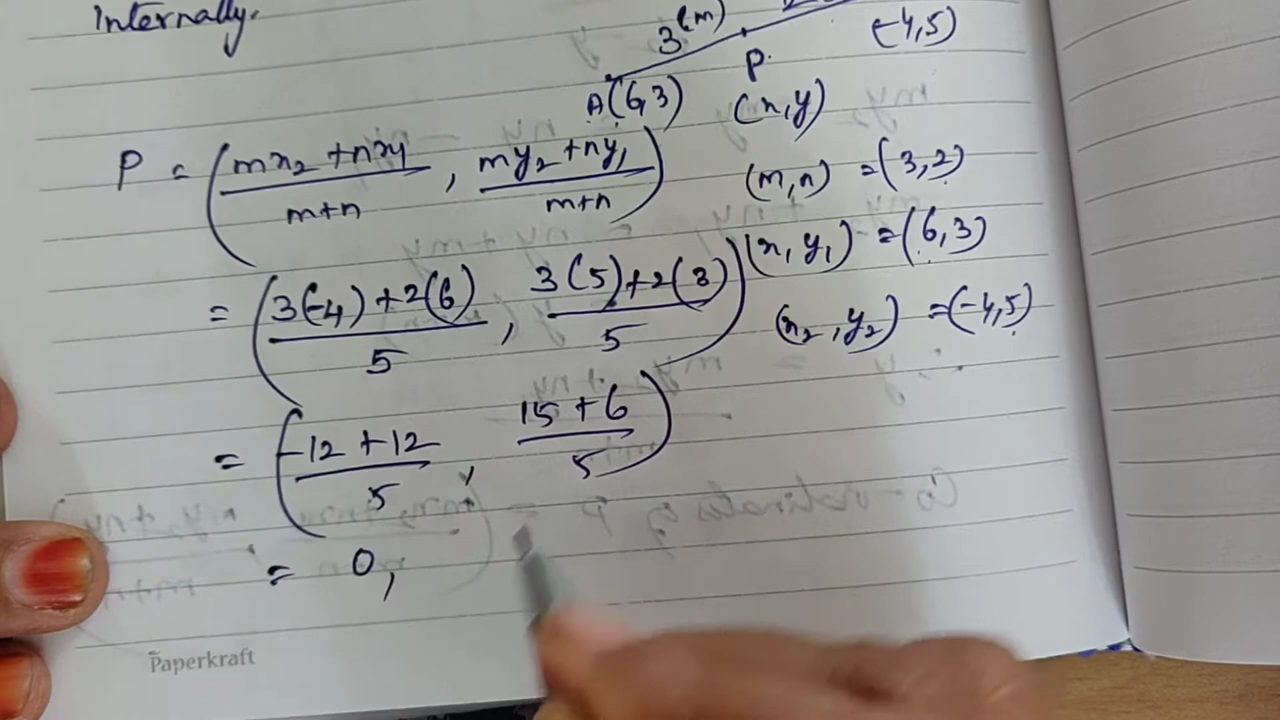 internally.
3(m)
(-4,5)
P.
A(6,3) (x,y)
P = (mx₂ + nx₁ / m+n , my₂ + ny₁ / m+n)
(m,n) = (3,2)
= (3(-4) + 2(6) / 5 , 3(5) + 2(3) / 5)
(x₁ y₁) = (6,3)
(x₂ , y₂) = (-4,5)
= (-12 + 12 / 5 , 15 + 6 / 5)
= 0,
Paperkraft